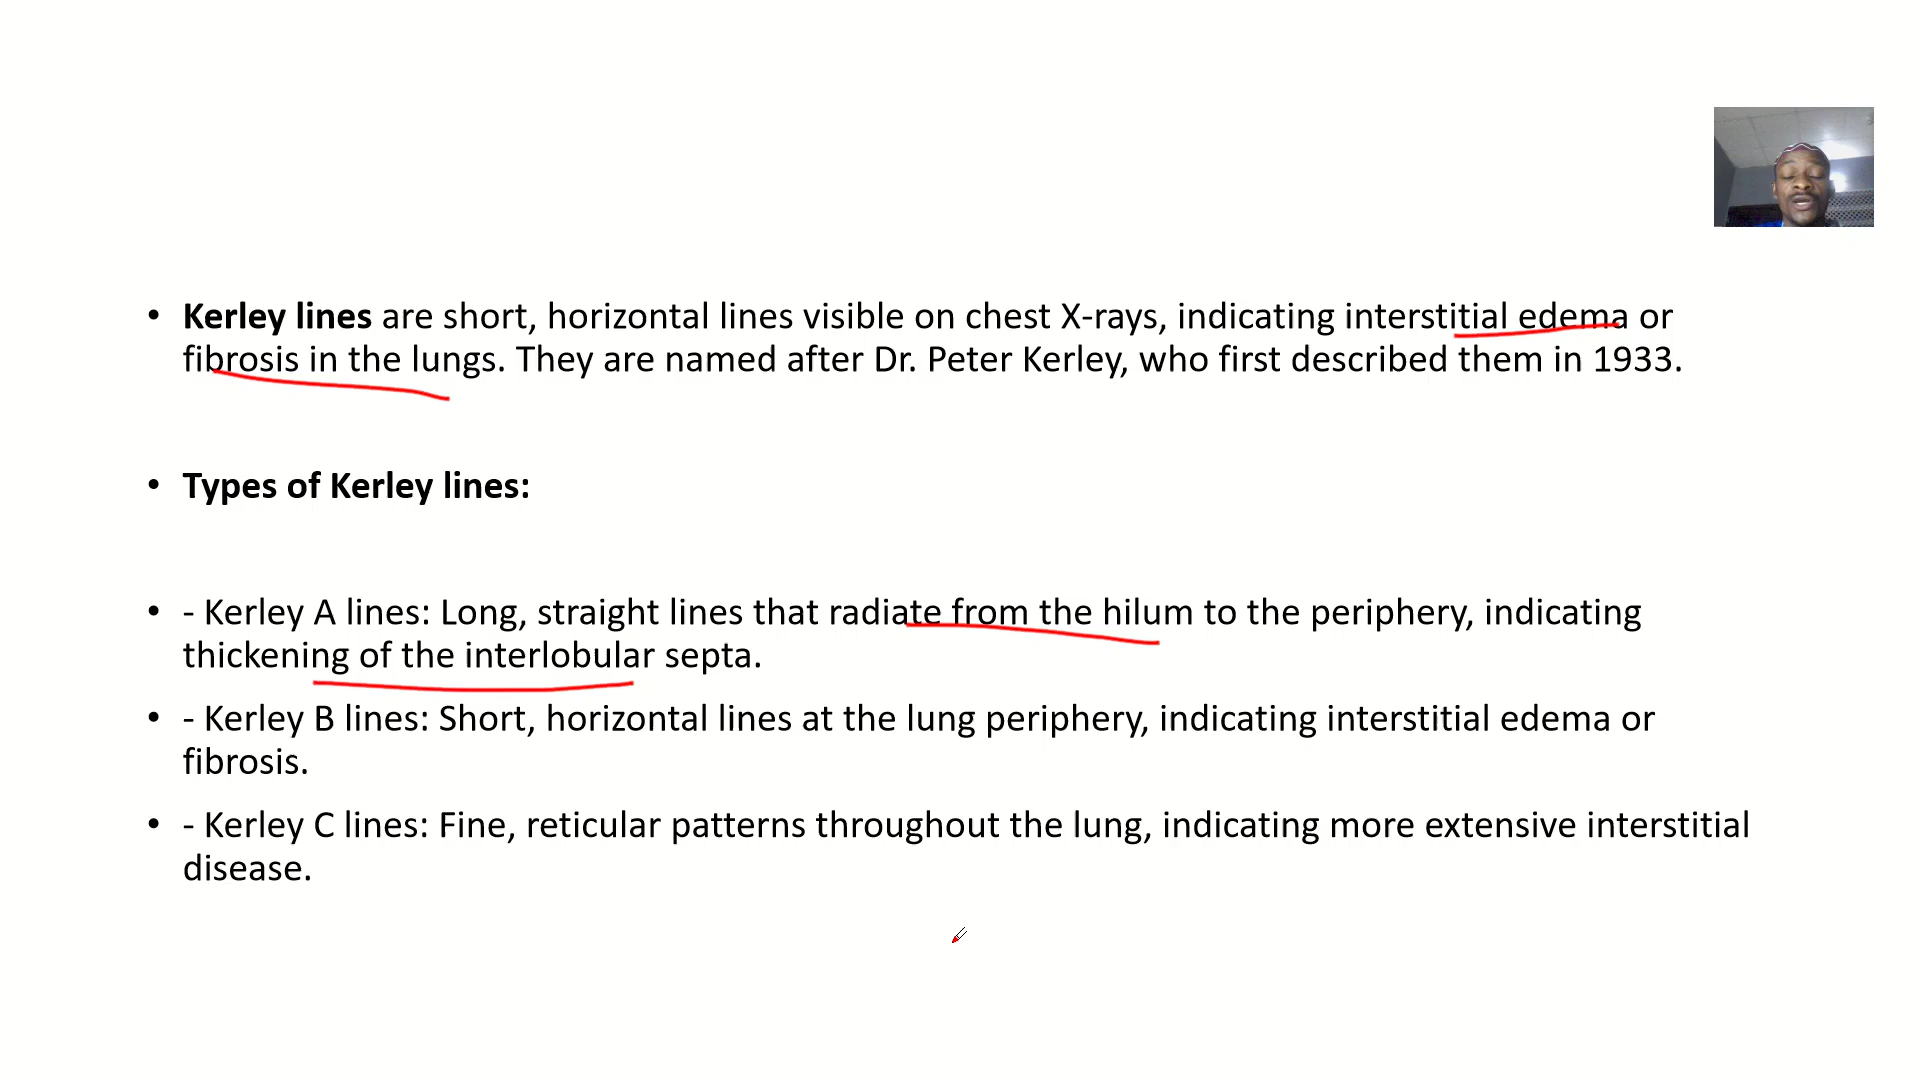 • Kerley lines are short, horizontal lines visible on chest X-rays, indicating interstitial edema or
fibrosis in the lungs. They are named after Dr. Peter Kerley, who first described them in 1933.
• Types of Kerley lines:
• - Kerley A lines: Long, straight lines that radiate from the hilum to the periphery, indicating
thickening of the interlobular septa.
• - Kerley B lines: Short, horizontal lines at the lung periphery, indicating interstitial edema or
fibrosis.
• - Kerley C lines: Fine, reticular patterns throughout the lung, indicating more extensive interstitial
disease.